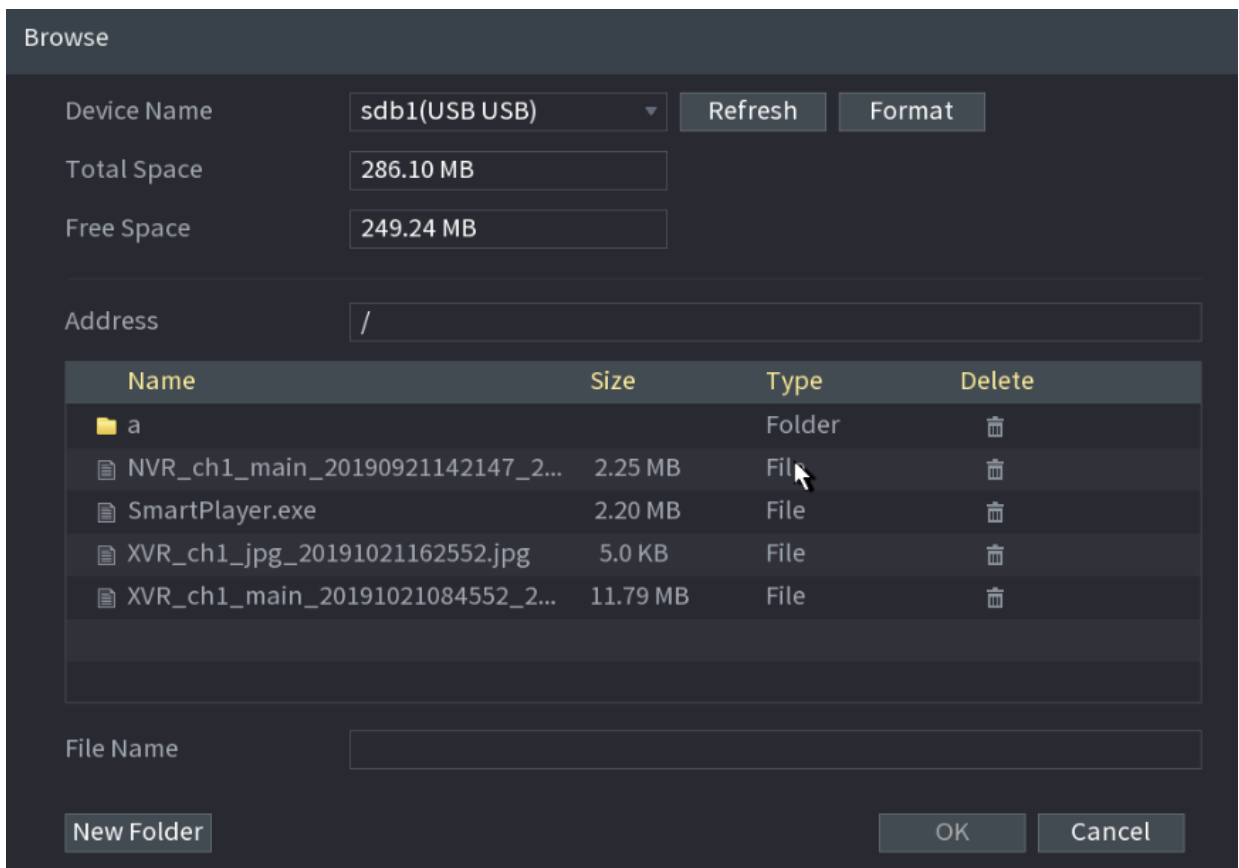 Browse
Device Name sdb1(USB USB) Refresh Format
Total Space 286.10 MB
Free Space 249.24 MB
Address /
Name Size Type Delete
a Folder
NVR_ch1_main_20190921142147_2... 2.25 MB File
SmartPlayer.exe 2.20 MB File
XVR_ch1_jpg_20191021162552.jpg 5.0 KB File
XVR_ch1_main_20191021084552_2... 11.79 MB File
File Name
New Folder OK Cancel